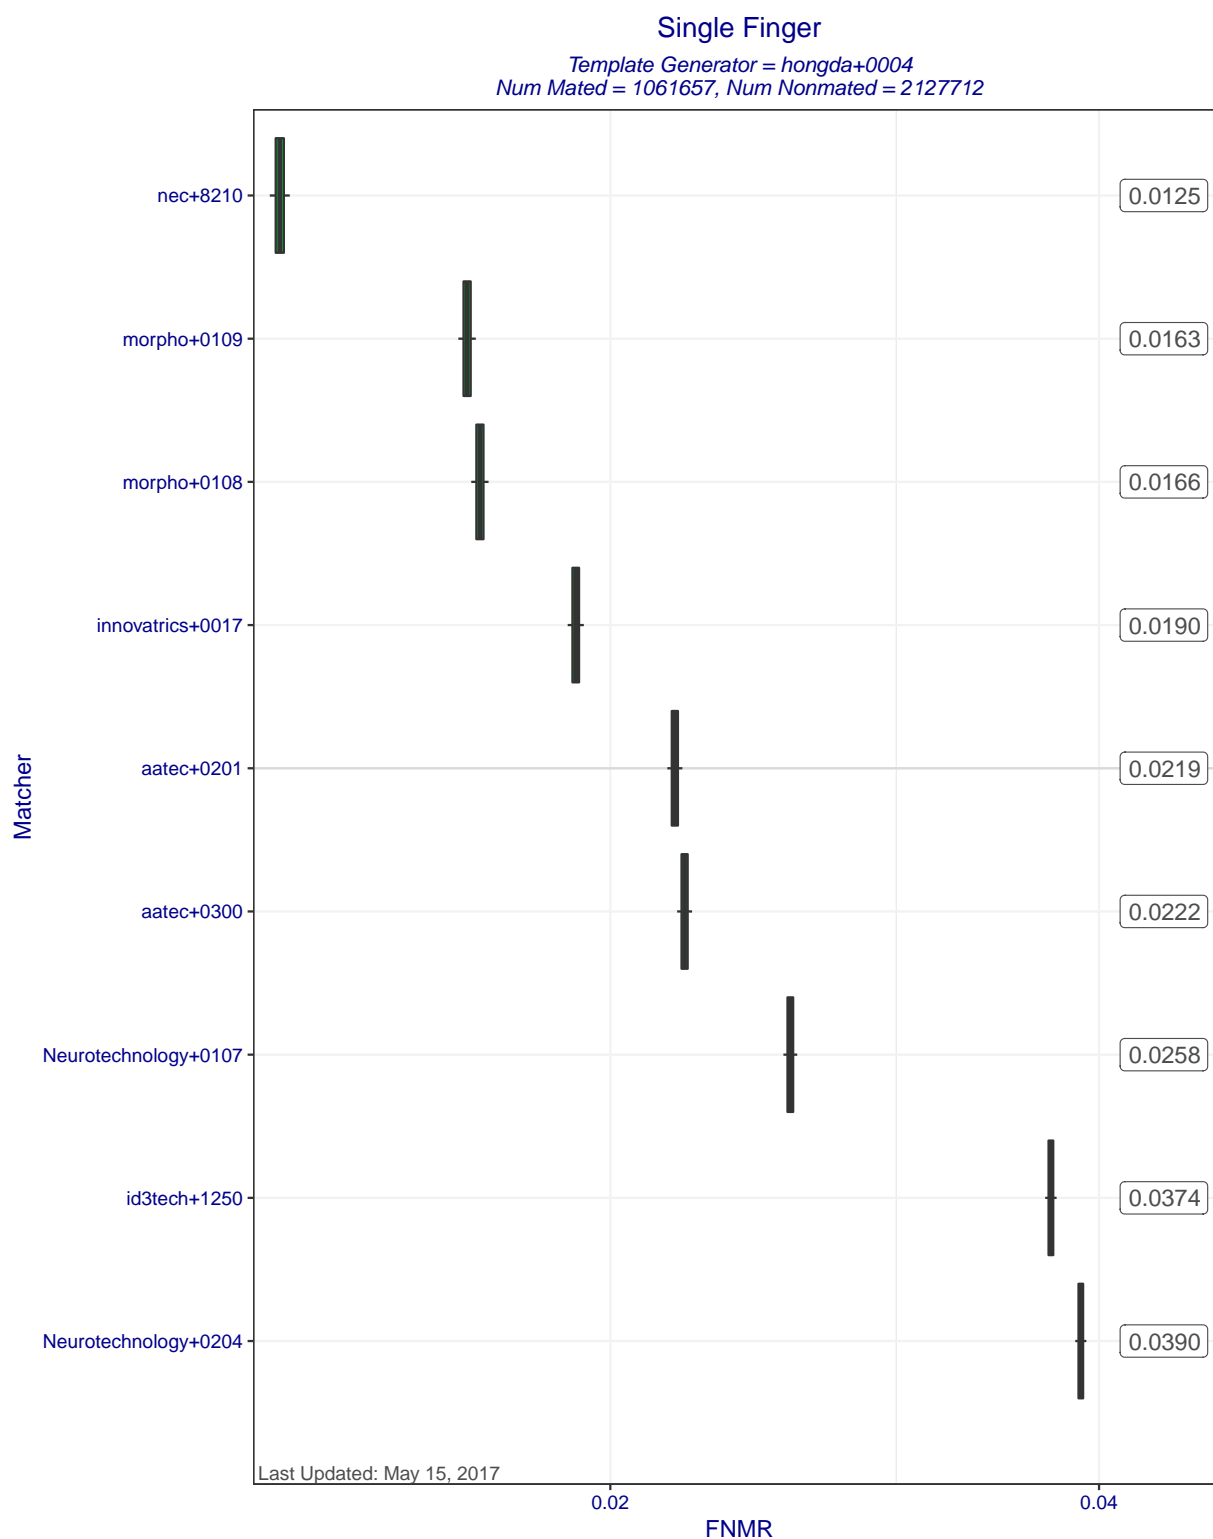 Single Finger
Template Generator = hongda+0004
Num Mated = 1061657, Num Nonmated = 2127712
nec+8210
0.0125
morpho+0109
0.0163
morpho+0108
0.0166
innovatrics+0017
0.0190
aatec+0201
0.0219
aatec+0300
0.0222
Neurotechnology+0107
0.0258
id3tech+1250
0.0374
Neurotechnology+0204
0.0390
Matcher
Last Updated: May 15, 2017
0.02
0.04
FNMR